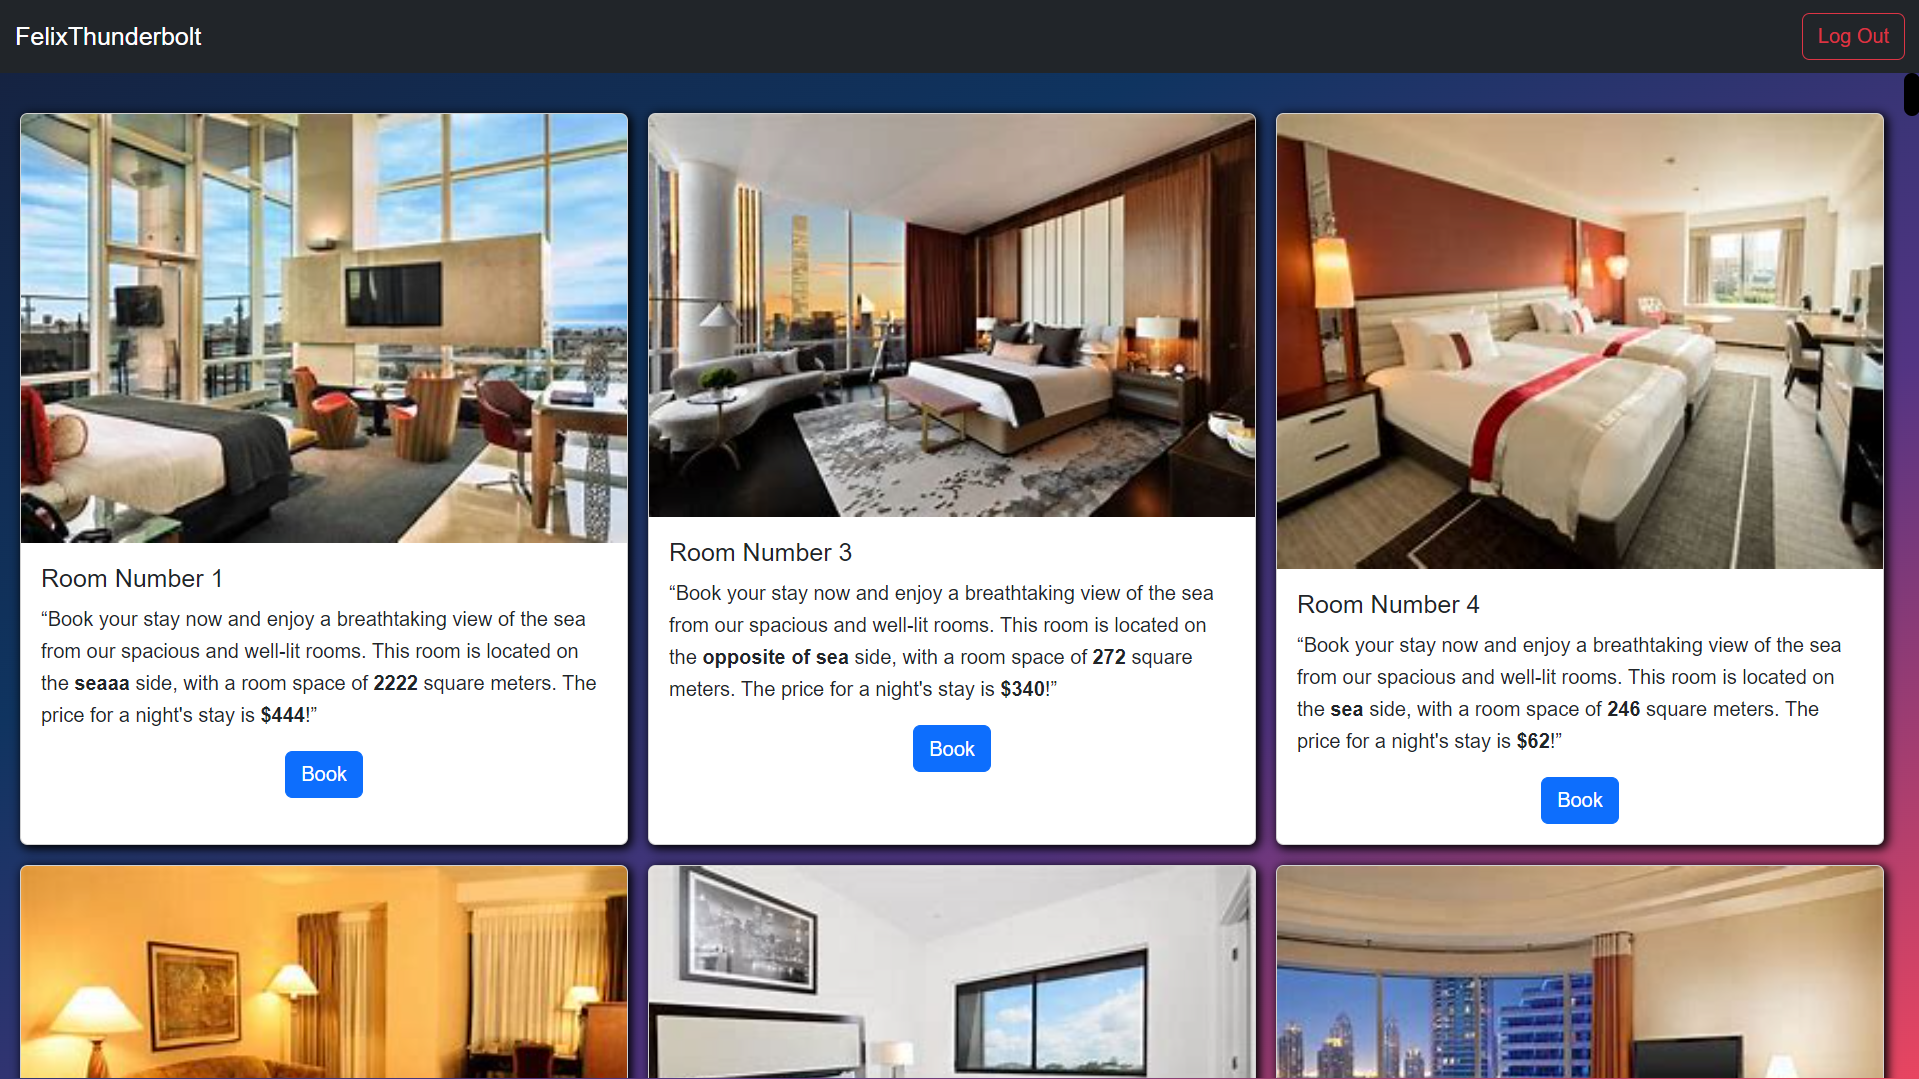 FelixThunderbolt
Log Out
Room Number 1
“Book your stay now and enjoy a breathtaking view of the sea
from our spacious and well-lit rooms. This room is located on
the seaaa side, with a room space of 2222 square meters. The
price for a night's stay is $444!”
Book
Room Number 3
“Book your stay now and enjoy a breathtaking view of the sea
from our spacious and well-lit rooms. This room is located on
the opposite of sea side, with a room space of 272 square
meters. The price for a night's stay is $340!”
Book
Room Number 4
“Book your stay now and enjoy a breathtaking view of the sea
from our spacious and well-lit rooms. This room is located on
the sea side, with a room space of 246 square meters. The
price for a night's stay is $62!”
Book